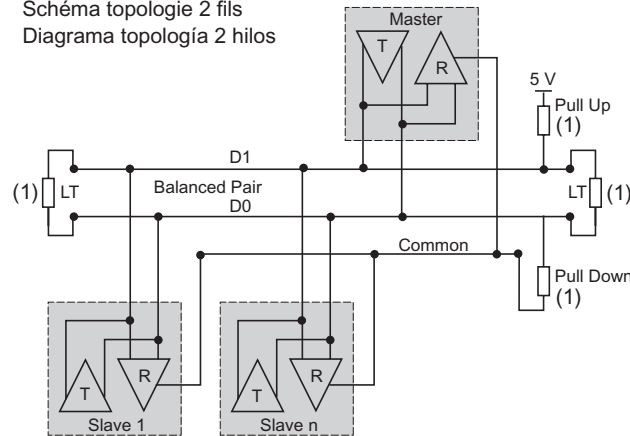 Schéma topologie 2 fils
Diagrama topología 2 hilos
Master
T
R
5 V
Pull Up
(1)
D1
(1)
LT
Balanced Pair
LT
(1)
D0
Common
Pull Down
(1)
T
R
Slave 1
T
R
Slave n